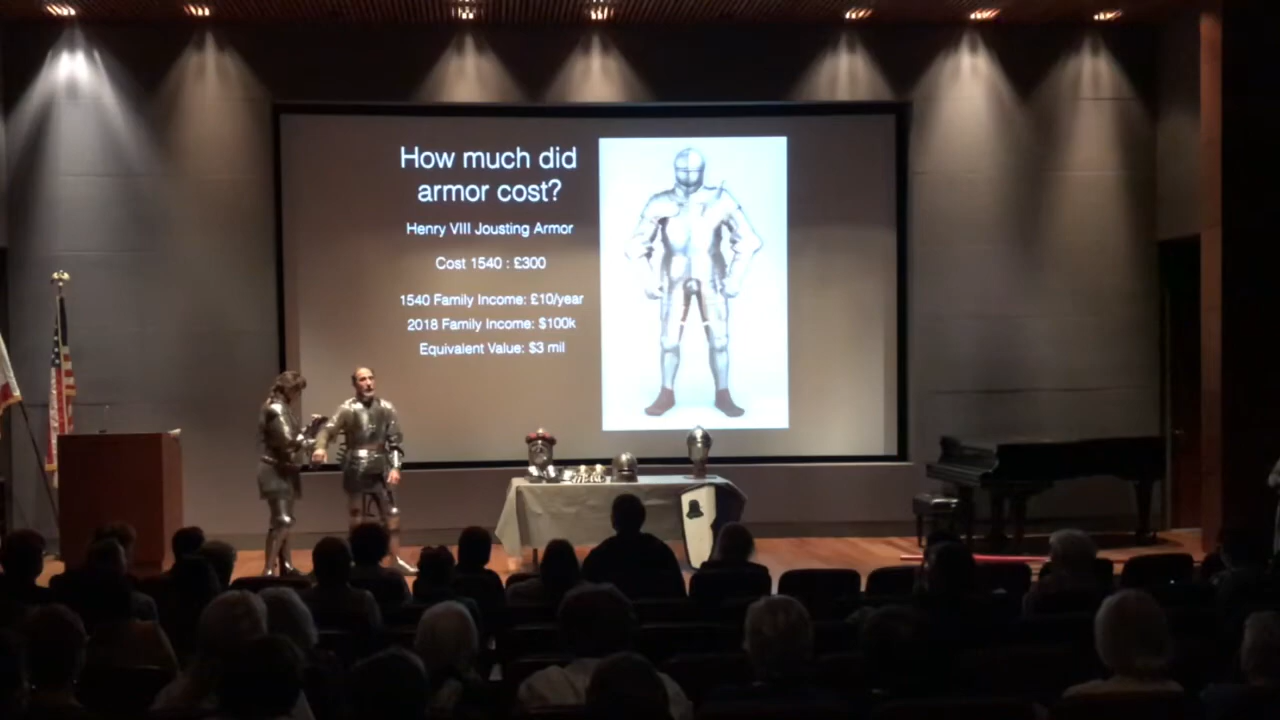 How much did
armor cost?
Henry VIII Jousting Armor
Cost 1540 : £300
1540 Family Income: £10/year
2018 Family Income: $100k
Equivalent Value: $3 mil